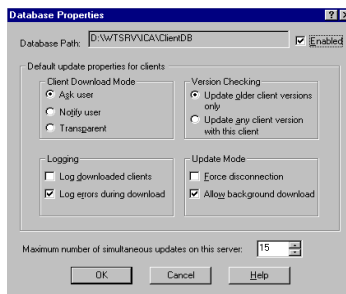 Database Properties
Database Path: D:\WTSRV\ICA\ClientDB Enabled
Default update properties for clients
Client Download Mode
Ask user
Notify user
Transparent
Version Checking
Update older client versions
only
Update any client version
with this client
Logging
Log downloaded clients
Log errors during download
Update Mode
Force disconnection
Allow background download
Maximum number of simultaneous updates on this server: 15
OK Cancel Help